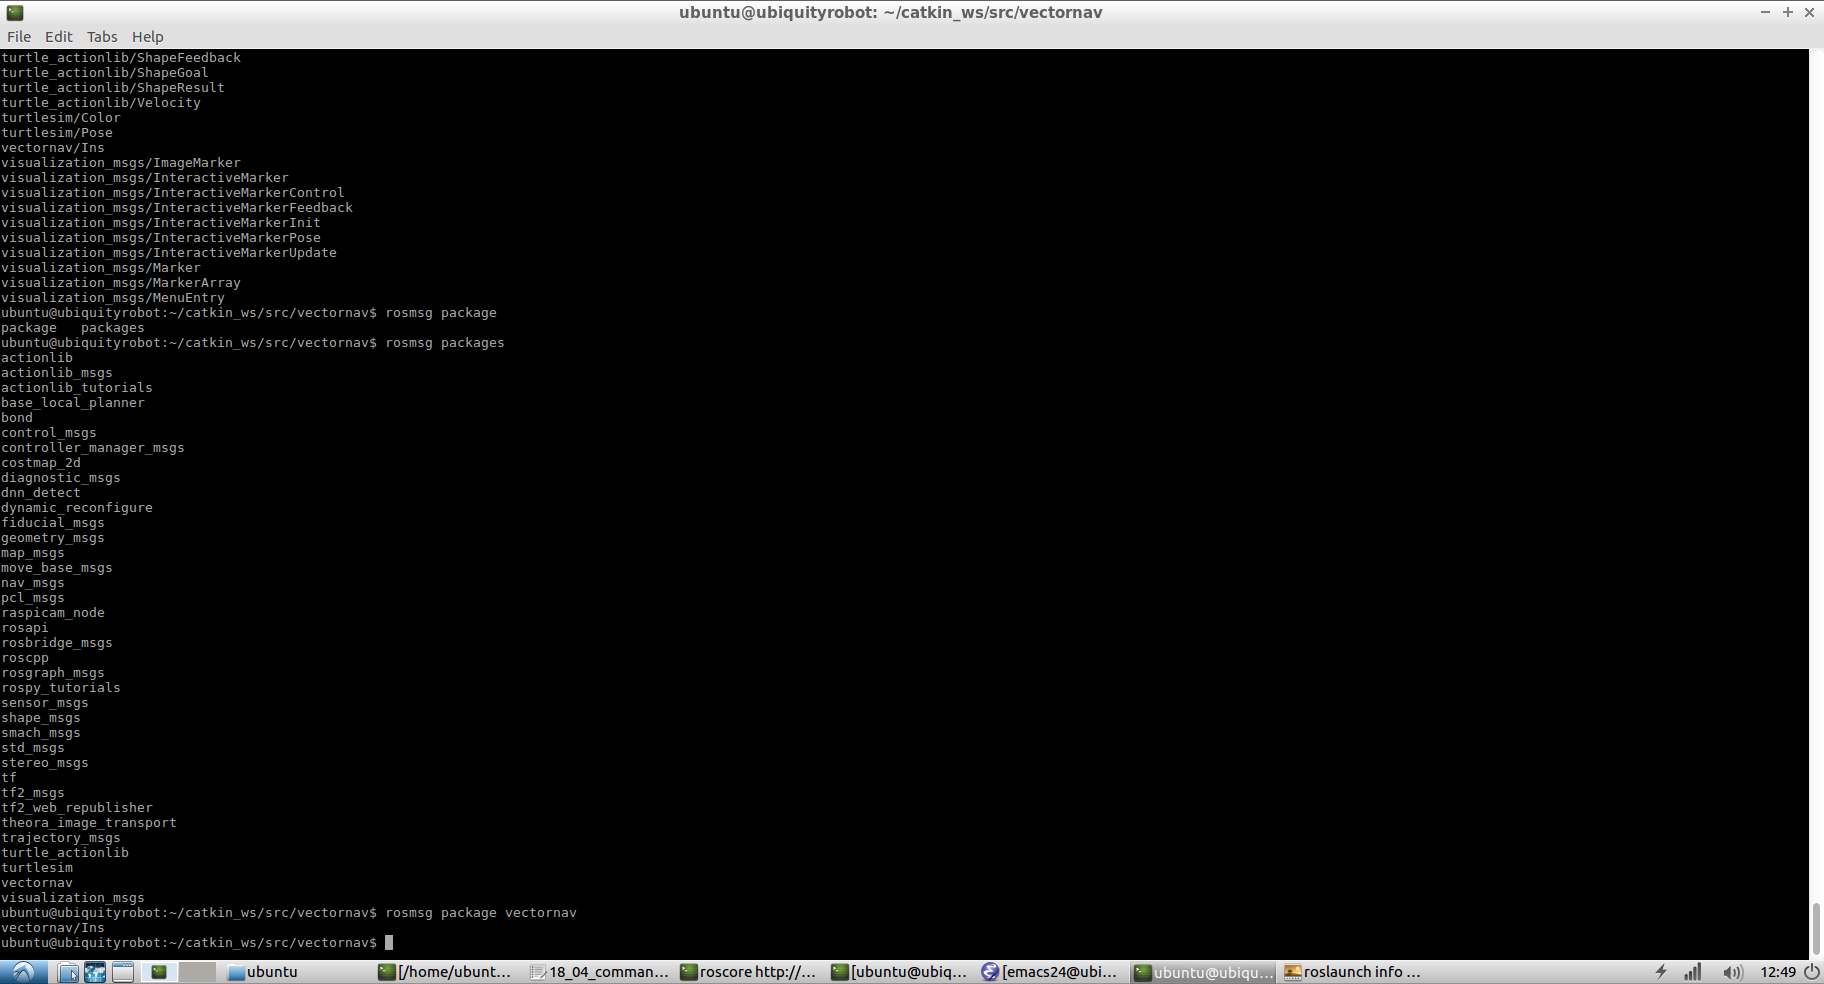 ubuntu@ubiquityrobot: ~/catkin_ws/src/vectornav
File Edit Tabs Help
turtle_actionlib/ShapeFeedback
turtle_actionlib/ShapeGoal
turtle_actionlib/ShapeResult
turtle_actionlib/Velocity
turtlesim/Color
turtlesim/Pose
vectornav/Ins
visualization_msgs/ImageMarker
visualization_msgs/InteractiveMarker
visualization_msgs/InteractiveMarkerControl
visualization_msgs/InteractiveMarkerFeedback
visualization_msgs/InteractiveMarkerInit
visualization_msgs/InteractiveMarkerPose
visualization_msgs/InteractiveMarkerUpdate
visualization_msgs/Marker
visualization_msgs/MarkerArray
visualization_msgs/MenuEntry
ubuntu@ubiquityrobot:~/catkin_ws/src/vectornav$ rosmsg package
package   packages
ubuntu@ubiquityrobot:~/catkin_ws/src/vectornav$ rosmsg packages
actionlib
actionlib_msgs
actionlib_tutorials
base_local_planner
bond
control_msgs
controller_manager_msgs
costmap_2d
diagnostic_msgs
dnn_detect
dynamic_reconfigure
fiducial_msgs
geometry_msgs
map_msgs
move_base_msgs
nav_msgs
pcl_msgs
raspicam_node
rosapi
rosbridge_msgs
roscpp
rosgraph_msgs
rospy_tutorials
sensor_msgs
shape_msgs
smach_msgs
std_msgs
stereo_msgs
tf
tf2_msgs
tf2_web_republisher
theora_image_transport
trajectory_msgs
turtle_actionlib
turtlesim
vectornav
visualization_msgs
ubuntu@ubiquityrobot:~/catkin_ws/src/vectornav$ rosmsg package vectornav
vectornav/Ins
ubuntu@ubiquityrobot:~/catkin_ws/src/vectornav$
ubuntu [/home/ubunt... 18_04_comman... roscore http://... [ubuntu@ubiq... [emacs24@ubi... ubuntu@ubiqu... roslaunch info ... 12:49